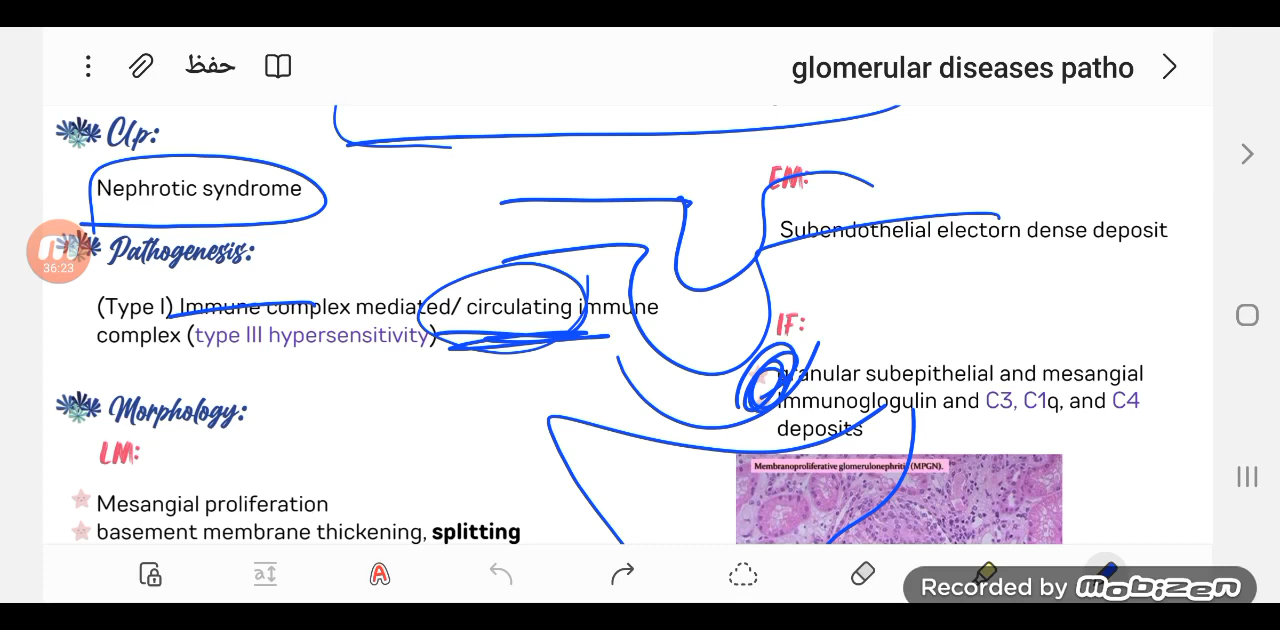 حفظ
glomerular diseases patho
C/p:
Nephrotic syndrome
36:23
Pathogenesis:
(Type I) Immune complex mediated/ circulating immune
complex (type III hypersensitivity)
Morphology:
LM:
Mesangial proliferation
basement membrane thickening, splitting
EM:
Subendothelial electorn dense deposit
IF:
granular subepithelial and mesangial
immunoglogulin and C3, C1q, and C4
deposits
Membranoproliferative glomerulonephritis (MPGN).
Recorded by mobizen